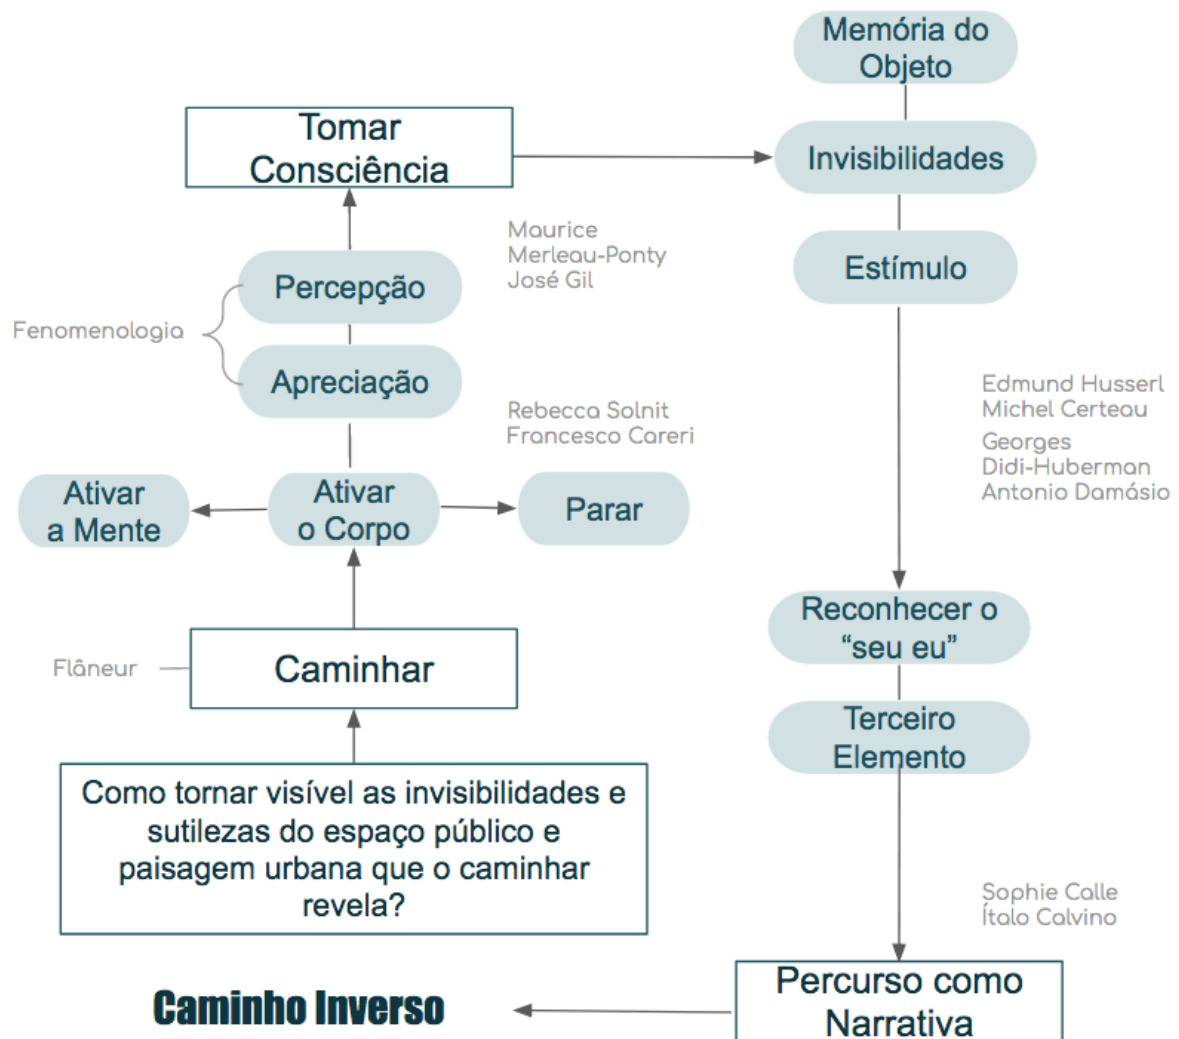 Memória do
Objeto
Tomar
Consciência
Invisibilidades
Maurice
Merleau-Ponty
José Gil
Percepção
Estímulo
Fenomenologia
Apreciação
Rebecca Solnit
Francesco Careri
Edmund Husserl
Michel Certeau
Georges
Didi-Huberman
Antonio Damásio
Ativar
a Mente
Ativar
o Corpo
Parar
Reconhecer o
“seu eu”
Flâneur
Caminhar
Terceiro
Elemento
Como tornar visível as invisibilidades e
sutilezas do espaço público e
paisagem urbana que o caminhar
revela?
Sophie Calle
Ítalo Calvino
Percurso como
Narrativa
Caminho Inverso